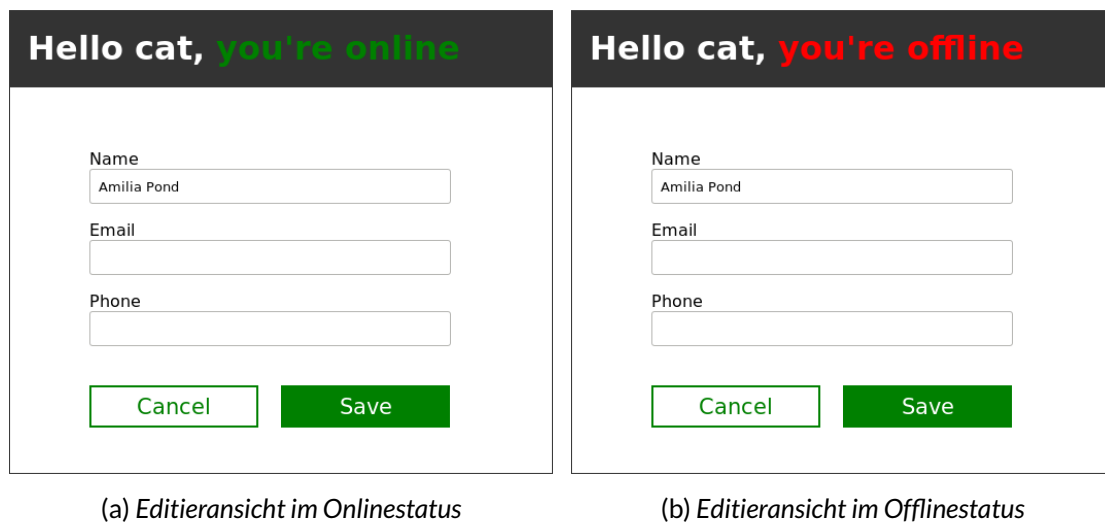 Hello cat, you're online
Name
Amilia Pond
Email
Phone
Cancel Save
(a) Editieransicht im Onlinestatus
Hello cat, you're offline
Name
Amilia Pond
Email
Phone
Cancel Save
(b) Editieransicht im Offlinestatus